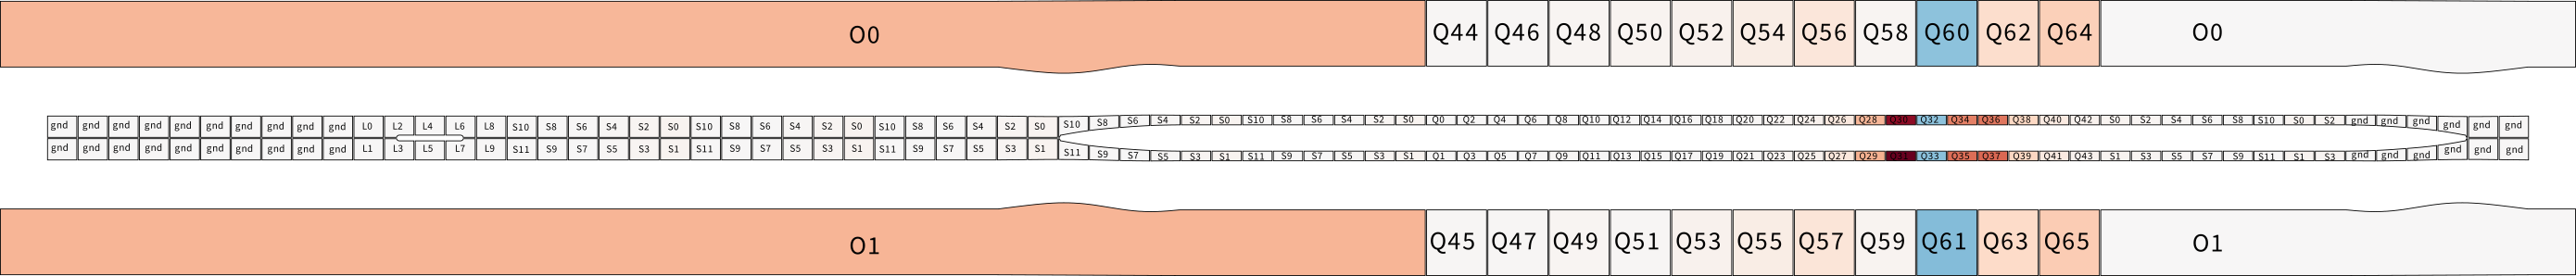 O0 Q44 Q46 Q48 Q50 Q52 Q54 Q56 Q58 Q60 Q62 Q64 O0
gnd gnd gnd gnd gnd gnd gnd gnd gnd gnd L0 L2 L4 L6 L8 S10 S8 S6 S4 S2 S0 S10 S8 S6 S4 S2 S0 S10 S8 S6 S4 S2 S0 S10 S8 S6 S4 S2 S0 S10 S8 S6 S4 S2 S0 Q0 Q2 Q4 Q6 Q8 Q10 Q12 Q14 Q16 Q18 Q20 Q22 Q24 Q26 Q28 Q30 Q32 Q34 Q36 Q38 Q40 Q42 S0 S2 S4 S6 S8 S10 S0 S2 gnd gnd gnd gnd gnd gnd
gnd gnd gnd gnd gnd gnd gnd gnd gnd gnd L1 L3 L5 L7 L9 S11 S9 S7 S5 S3 S1 S11 S9 S7 S5 S3 S1 S11 S9 S7 S5 S3 S1 S11 S9 S7 S5 S3 S1 S11 S9 S7 S5 S3 S1 Q1 Q3 Q5 Q7 Q9 Q11 Q13 Q15 Q17 Q19 Q21 Q23 Q25 Q27 Q29 Q31 Q33 Q35 Q37 Q39 Q41 Q43 S1 S3 S5 S7 S9 S11 S1 S3 gnd gnd gnd gnd gnd gnd
O1 Q45 Q47 Q49 Q51 Q53 Q55 Q57 Q59 Q61 Q63 Q65 O1